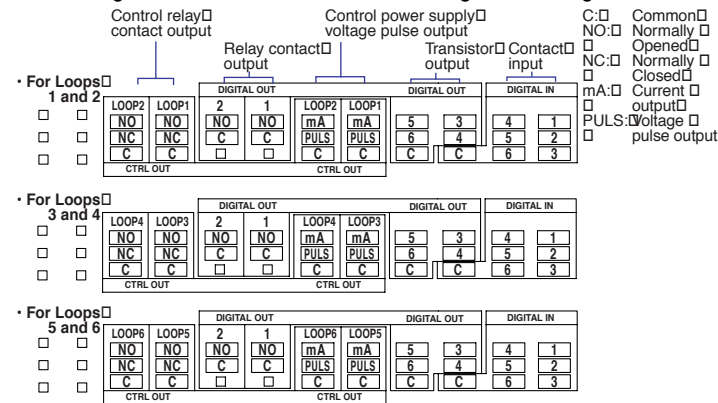 Control relay□
contact output
Relay contact□
output
Control power supply□
voltage pulse output
Transistor□
output
Contact□
input
C:□ Common□
NO:□ Normally □
□ Opened□
NC:□ Normally □
□ Closed□
mA:□ Current □
□ output□
PULS:□Voltage □
□ pulse output
· For Loops□
1 and 2
DIGITAL OUT DIGITAL OUT DIGITAL IN
LOOP2 LOOP1 2 1 LOOP2 LOOP1
NO NO NO NO mA mA 5 3 4 1
NC NC C C PULS PULS 6 4 5 2
C C □ □ C C C C 6 3
CTRL OUT CTRL OUT
· For Loops□
3 and 4
DIGITAL OUT DIGITAL OUT DIGITAL IN
LOOP4 LOOP3 2 1 LOOP4 LOOP3
NO NO NO NO mA mA 5 3 4 1
NC NC C C PULS PULS 6 4 5 2
C C □ □ C C C C 6 3
CTRL OUT CTRL OUT
· For Loops□
5 and 6
DIGITAL OUT DIGITAL OUT DIGITAL IN
LOOP6 LOOP5 2 1 LOOP6 LOOP5
NO NO NO NO mA mA 5 3 4 1
NC NC C C PULS PULS 6 4 5 2
C C □ □ C C C C 6 3
CTRL OUT CTRL OUT